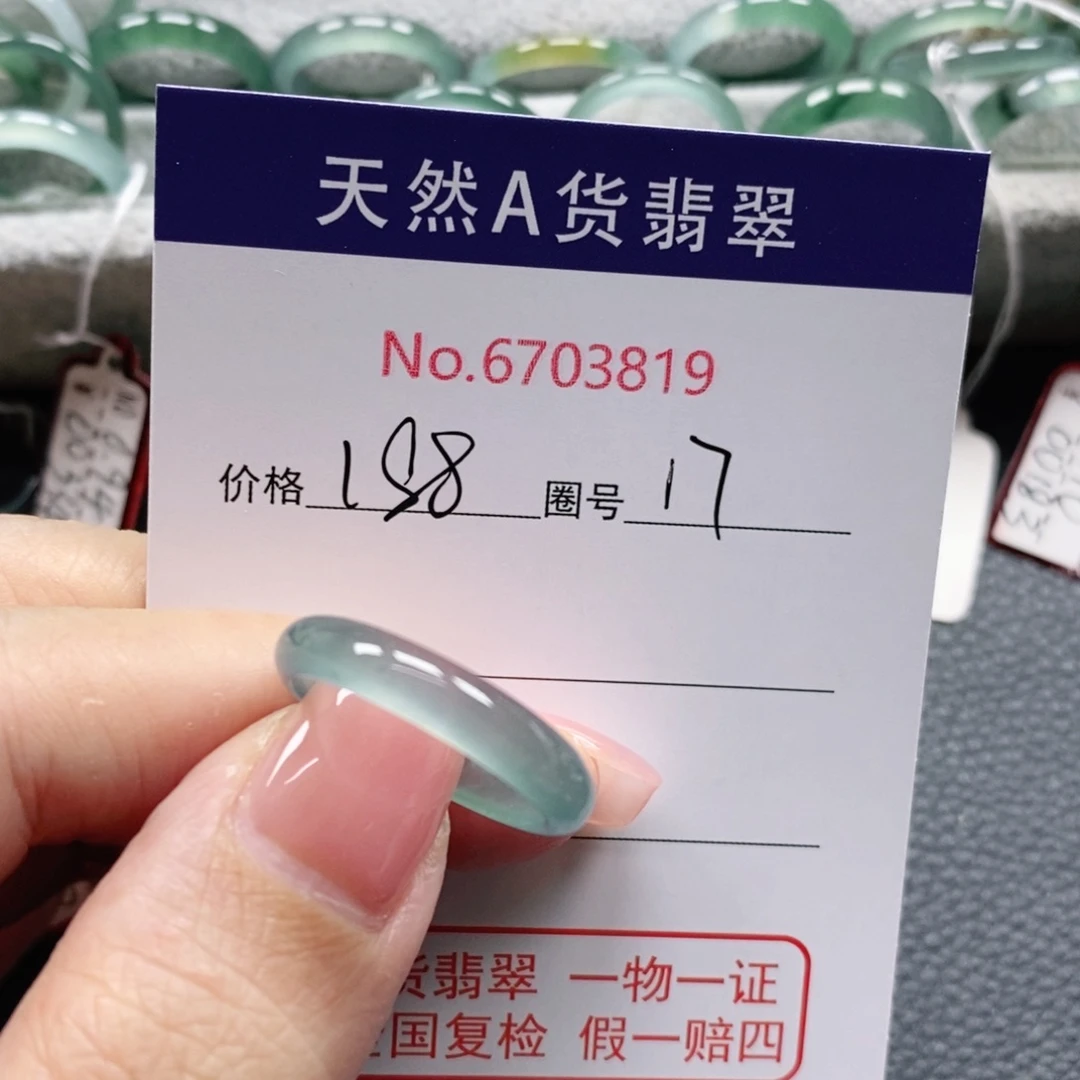 天然A货翡翠
No.6703819
价格 198 圈号 17
货翡翠 一物一证
国复检 假一赔四